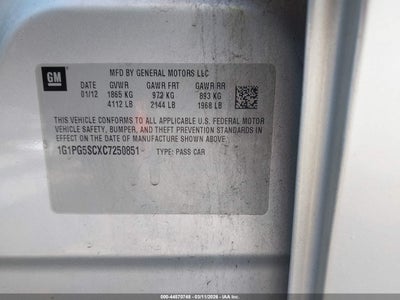 GM
MFD BY GENERAL MOTORS LLC
DATE GVWR GAWR FRT GAWR RR
01/12 1865 KG 972 KG 893 KG
4112 LB 2144 LB 1968 LB
THIS VEHICLE CONFORMS TO ALL APPLICABLE U.S. FEDERAL MOTOR
VEHICLE SAFETY, BUMPER, AND THEFT PREVENTION STANDARDS IN
EFFECT ON THE DATE OF MANUFACTURE SHOWN ABOVE.
1G1PG5SCXC7250851 TYPE: PASS CAR
500-44670748 - 03/11/2026 - IAA Inc.